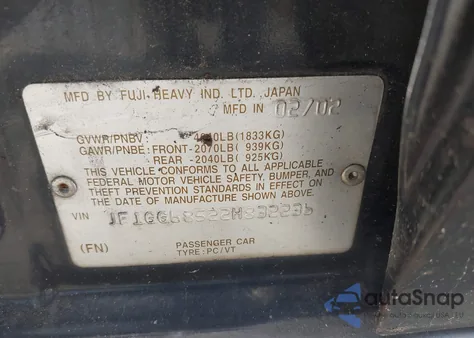 MFD BY FUJI HEAVY IND. LTD. JAPAN
MFD IN 02/02
GVWR/PNBV : LB(1833KG)
GAWR/PNBE:FRONT-2070LB( 939KG)
REAR -2040LB( 925KG)
THIS VEHICLE CONFORMS TO ALL APPLICABLE
FEDERAL MOTOR VEHICLE SAFETY, BUMPER, AND
THEFT PREVENTION STANDARDS IN EFFECT ON
THE DATE OF MANUFACTURE SHOWN ABOVE.
VIN
(FN) PASSENGER CAR
TYPE:PC/VT
autoSnap